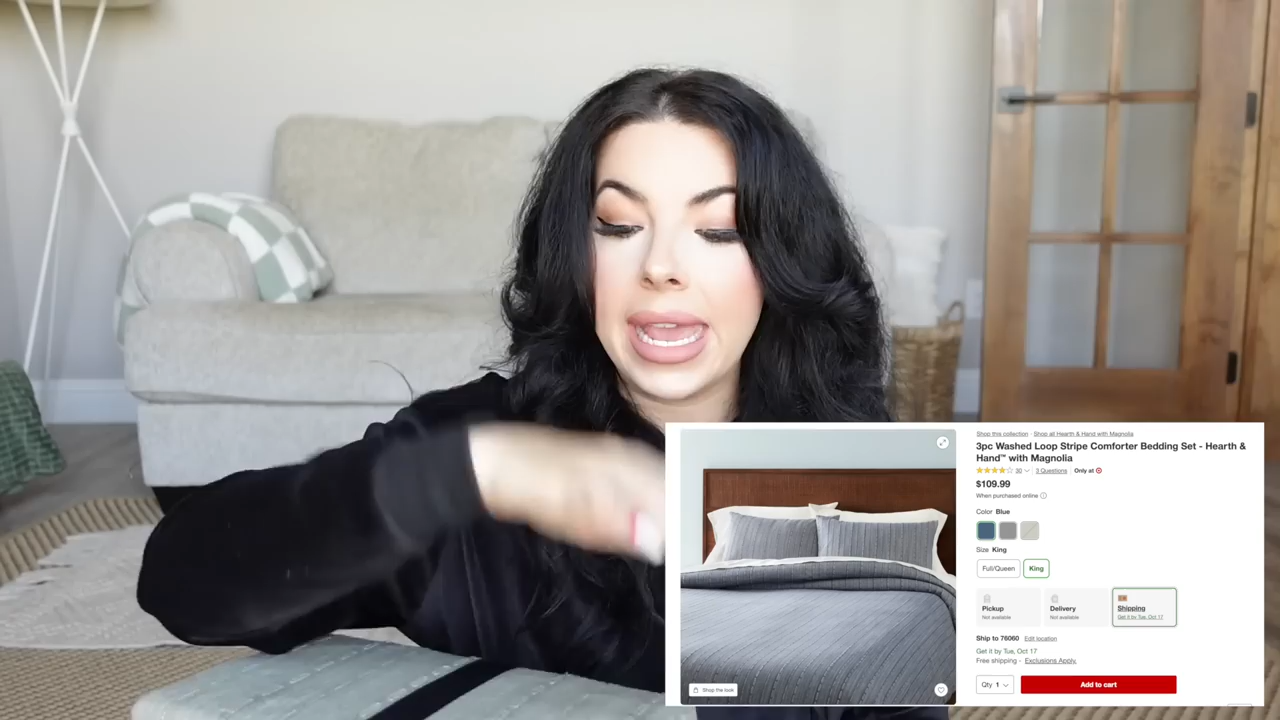 Shop this collection · Shop all Hearth & Hand with Magnolia
3pc Washed Loop Stripe Comforter Bedding Set - Hearth &
Hand™ with Magnolia
30 3 Questions Only at
$109.99
When purchased online
Color Blue
Size King
Full/Queen King
Pickup
Not available
Delivery
Not available
Shipping
Get it by Tue, Oct 17
Ship to 76060 Edit location
Get it by Tue, Oct 17
Free shipping - Exclusions Apply.
Qty 1
Add to cart
Shop the look